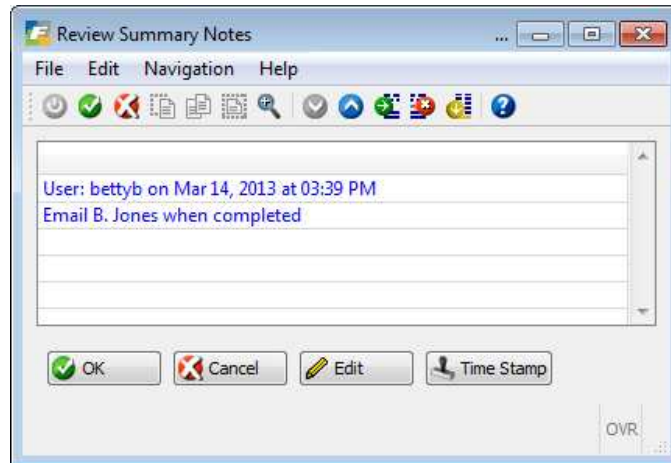 Review Summary Notes ...
File Edit Navigation Help
User: bettyb on Mar 14, 2013 at 03:39 PM
Email B. Jones when completed
OK Cancel Edit Time Stamp
OVR